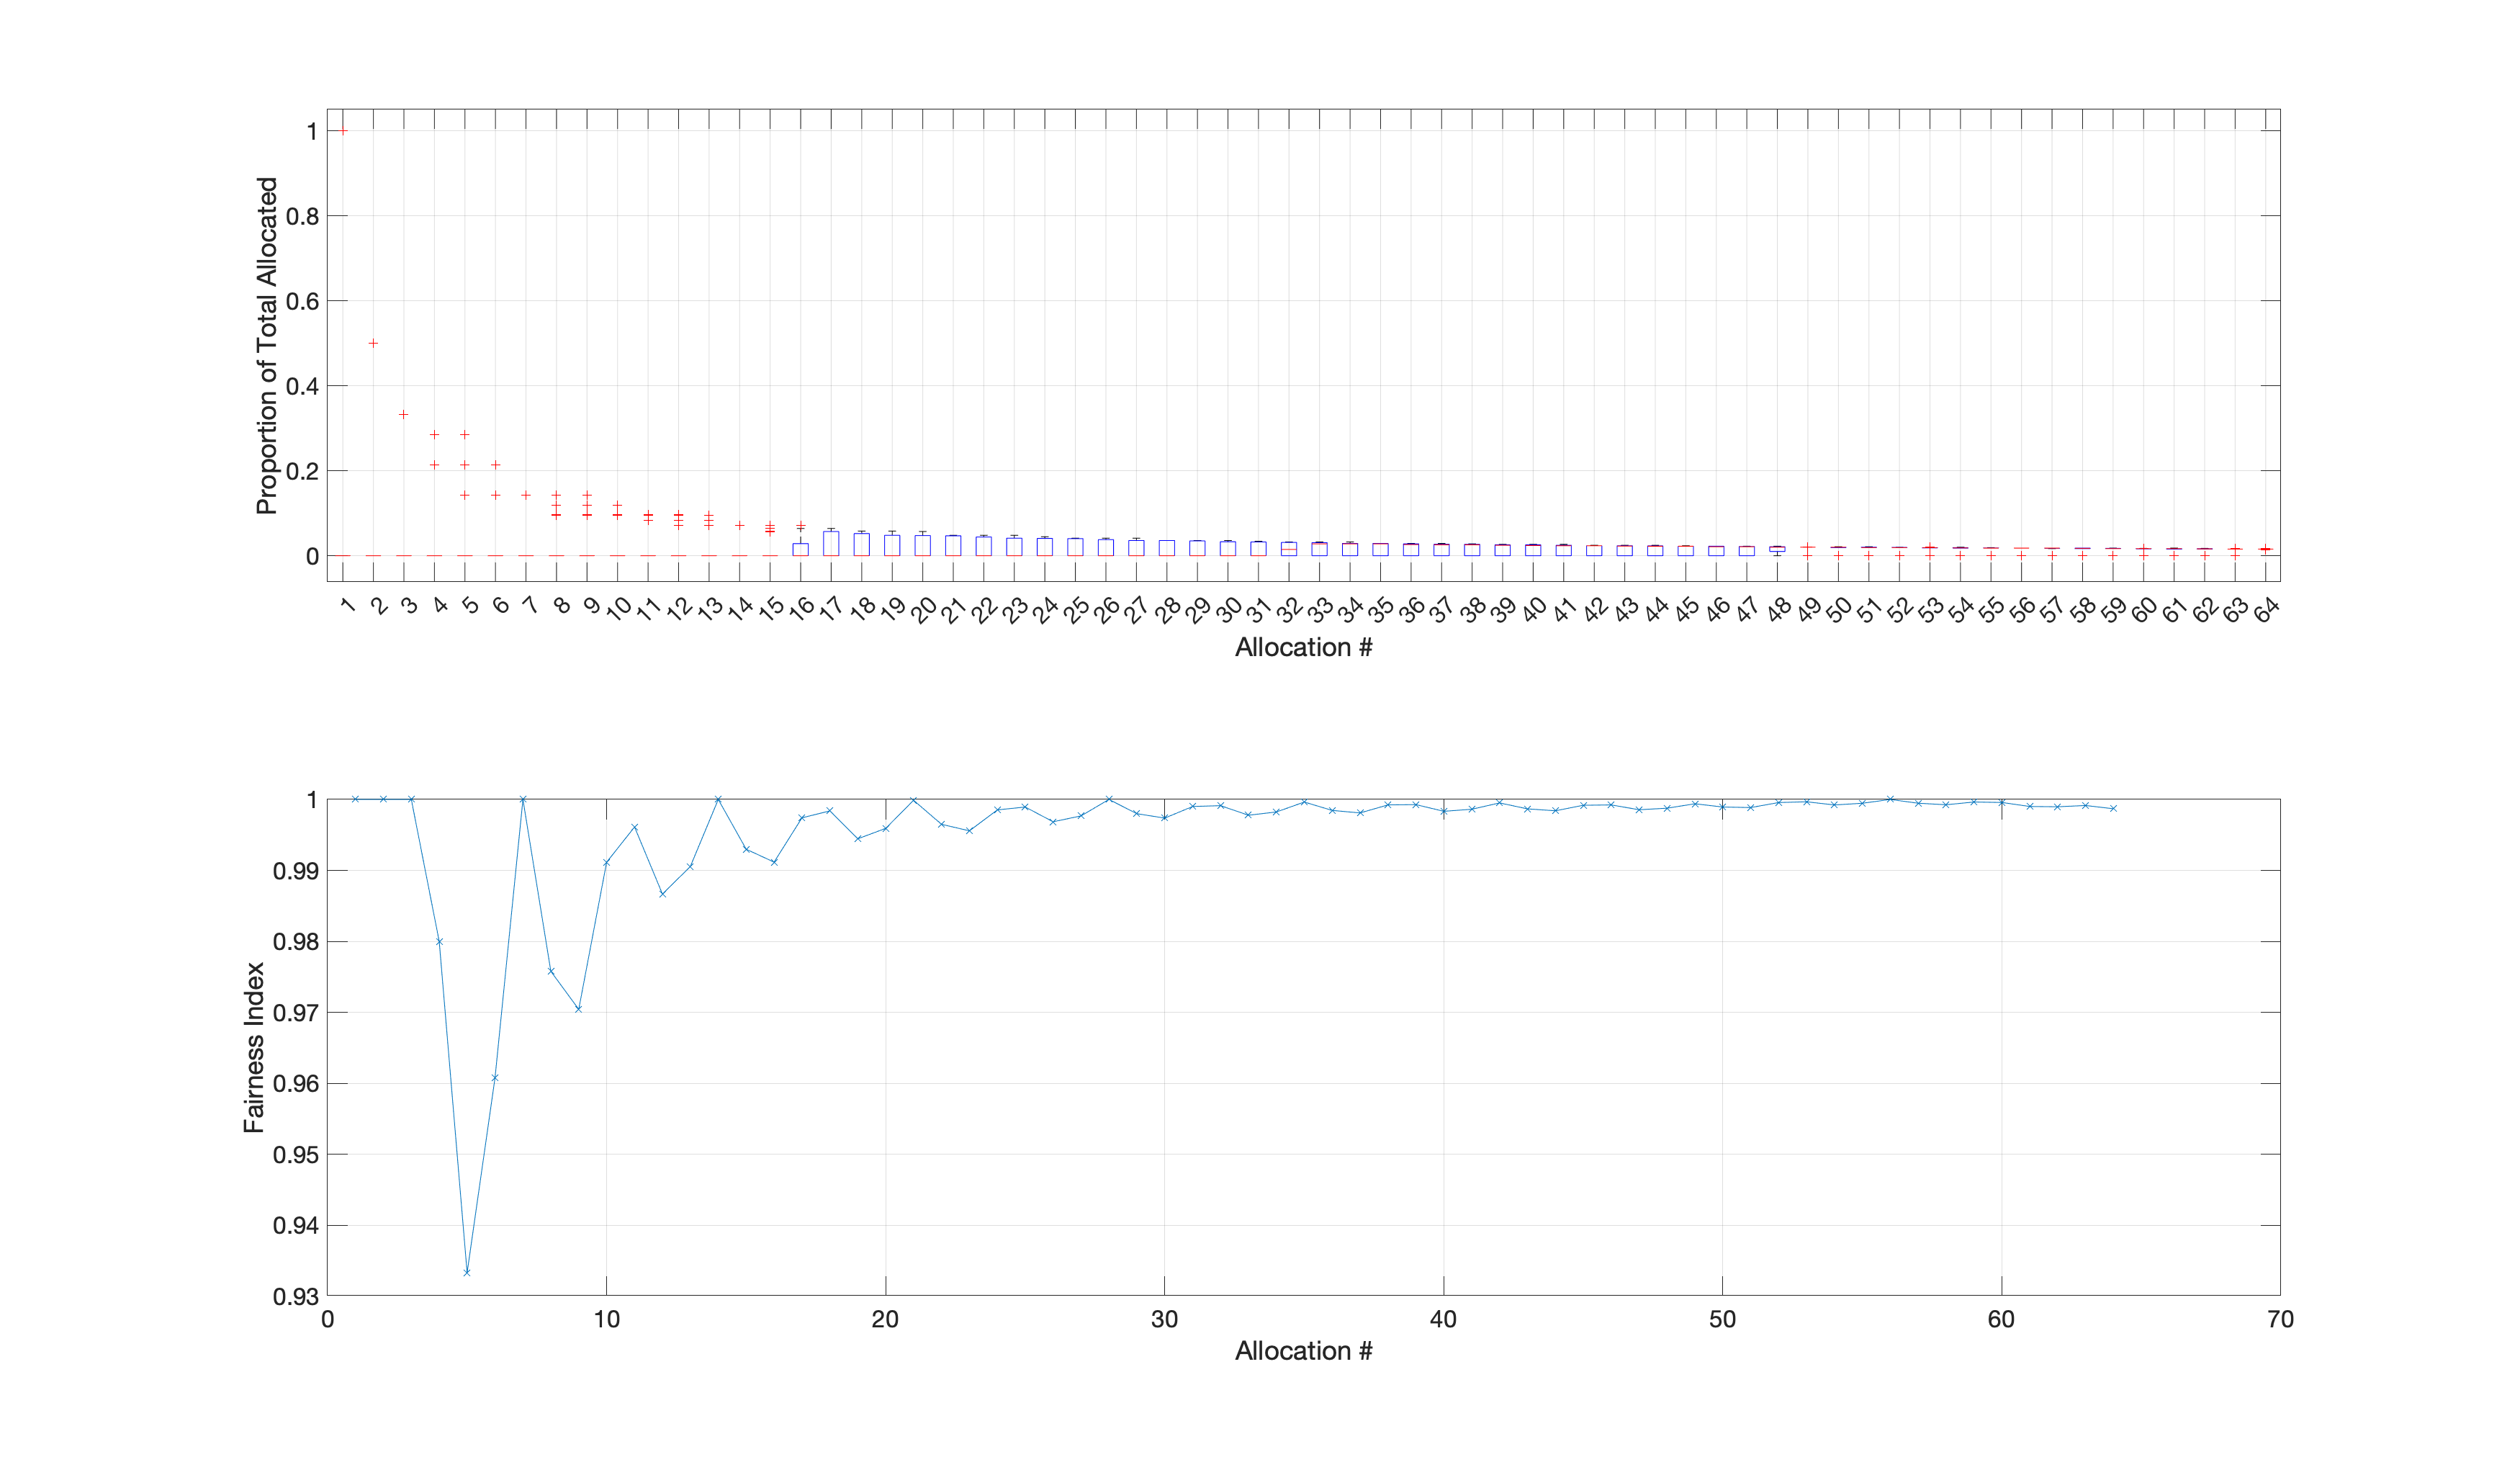 Proportion of Total Allocated
1
0.8
0.6
0.4
0.2
0
1 2 3 4 5 6 7 8 9 10 11 12 13 14 15 16 17 18 19 20 21 22 23 24 25 26 27 28 29 30 31 32 33 34 35 36 37 38 39 40 41 42 43 44 45 46 47 48 49 50 51 52 53 54 55 56 57 58 59 60 61 62 63 64
Allocation #
Fairness Index
1
0.99
0.98
0.97
0.96
0.95
0.94
0.93
0 10 20 30 40 50 60 70
Allocation #